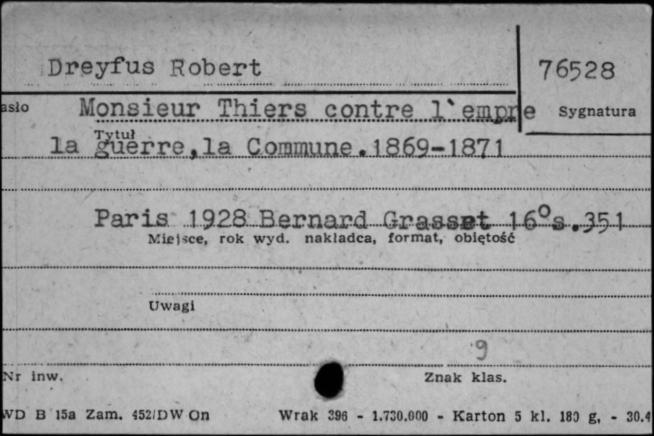 Dreyfus Robert 76528
asło Monsieur Thiers contre l`empre Sygnatura
Tytuł
la guerre,la Commune.1869-1871
Paris 1928 Bernard Grasset 16°s.351
Miejsce, rok wyd. nakładca, format, objętość
Uwagi
9
Nr inw. Znak klas.
WD B 15a Zam. 452/DW On Wrak 396 - 1.730.000 - Karton 5 kl. 180 g, - 30.4